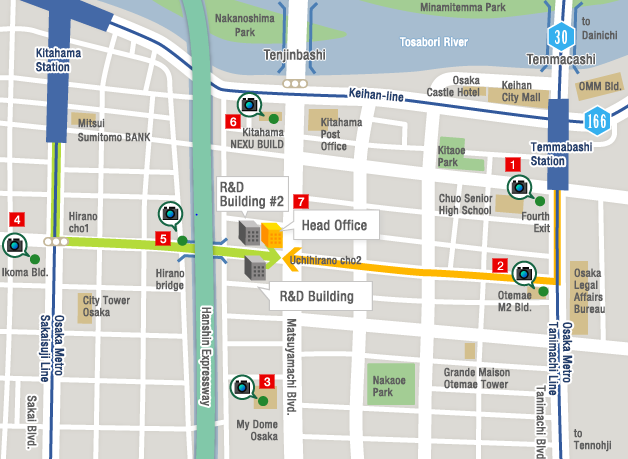 Minamitemma Park
Nakanoshima
Park
30
to
Dainichi
Kitahama
Station
Tenjinbashi
Tosabori River
Temmacashi
Keihan-line
Osaka
Castle Hotel
Keihan
City Mall
OMM Bld.
166
Mitsui
Sumitomo BANK
6
Kitahama
NEXU BUILD
Kitahama
Post
Office
Kitaoe
Park
Temmabashi
Station
1
R&D
Building #2
7
Chuo Senior
High School
Fourth
Exit
4
Hirano
cho1
5
Head Office
Ikoma Bld.
Hirano
bridge
Uchihirano cho2
2
Otemae
M2 Bld.
Osaka
Legal
Affairs
Bureau
City Tower
Osaka
R&D Building
Hanshin Expressway
Matsuyamachi Blvd.
Osaka Metro
Sakaisuji Line
Osaka Metro
Tanimachi Line
3
My Dome
Osaka
Nakaoe
Park
Grande Maison
Otemae Tower
Sakai Blvd.
Tanimachi Blvd
to
Tennohji